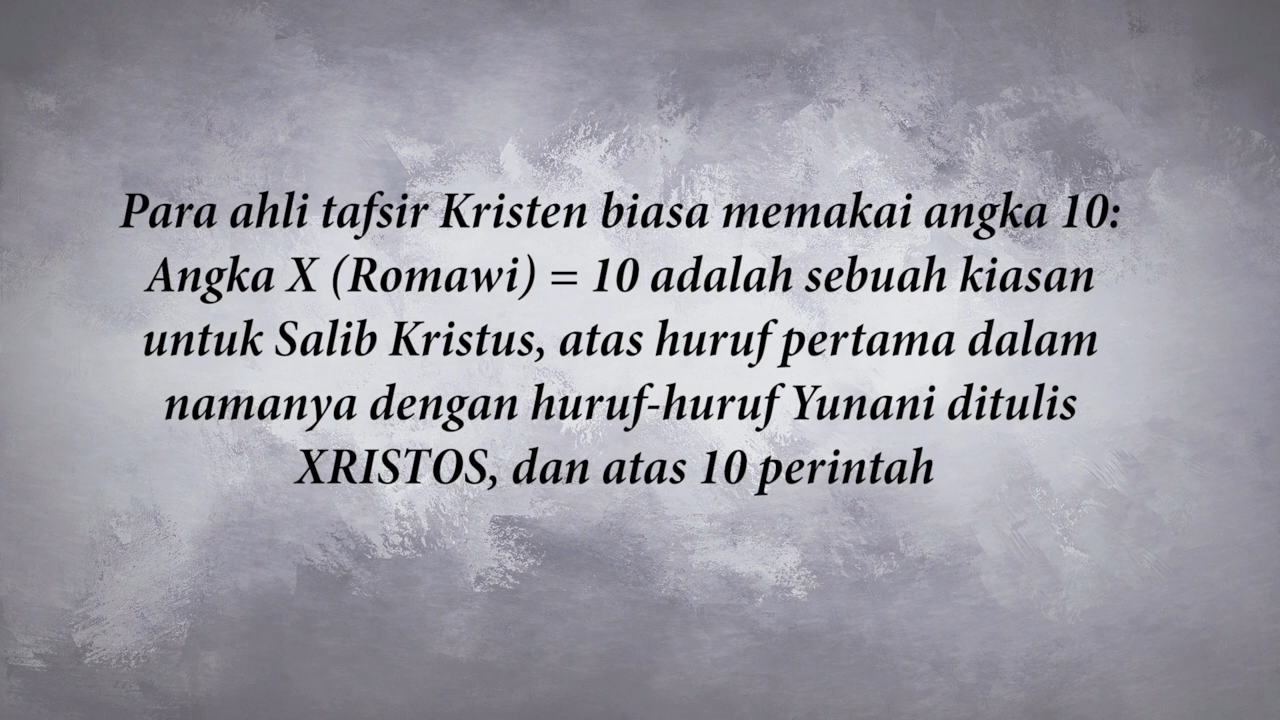 Para ahli tafsir Kristen biasa memakai angka 10:
Angka X (Romawi) = 10 adalah sebuah kiasan
untuk Salib Kristus, atas huruf pertama dalam
namanya dengan huruf-huruf Yunani ditulis
XRISTOS, dan atas 10 perintah